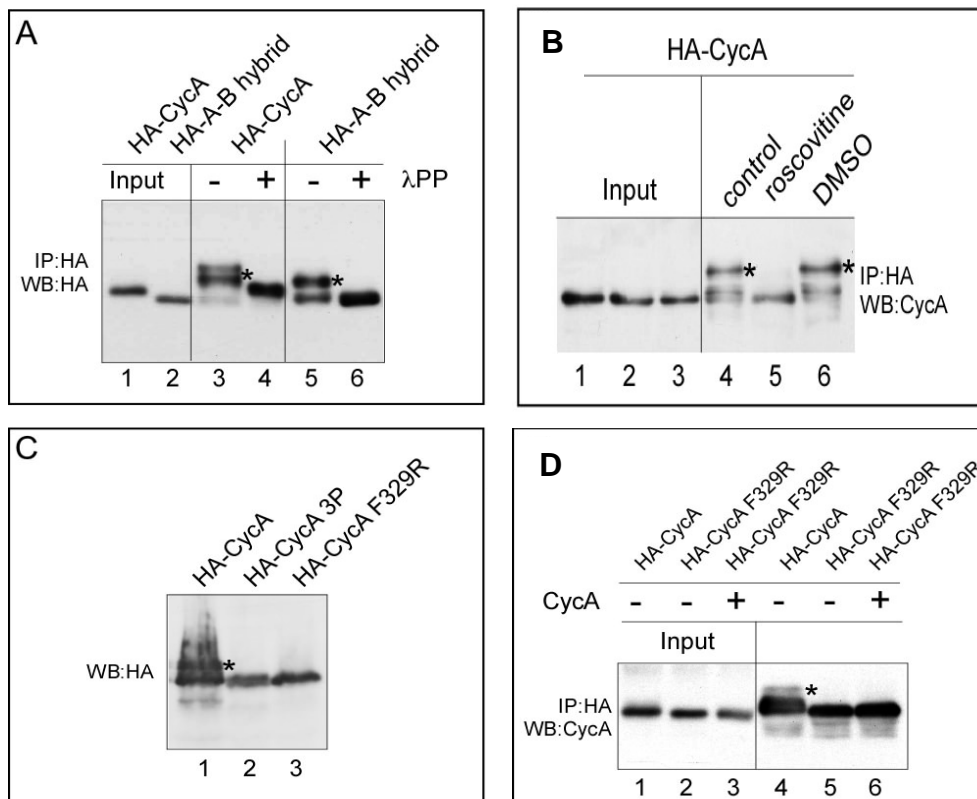 A
HA-CycA
HA-A-B hybrid
HA-CycA
HA-A-B hybrid
Input - + - + λPP
IP:HA
WB:HA
* *
1 2 3 4 5 6
B
HA-CycA
Input
control
roscovitine
DMSO
* *
IP:HA
WB:CycA
1 2 3 4 5 6
C
HA-CycA
HA-CycA 3P
HA-CycA F329R
WB:HA
*
1 2 3
D
HA-CycA
HA-CycA F329R
HA-CycA F329R
HA-CycA
HA-CycA F329R
HA-CycA F329R
CycA - - + - - +
Input
IP:HA
WB:CycA
*
1 2 3 4 5 6